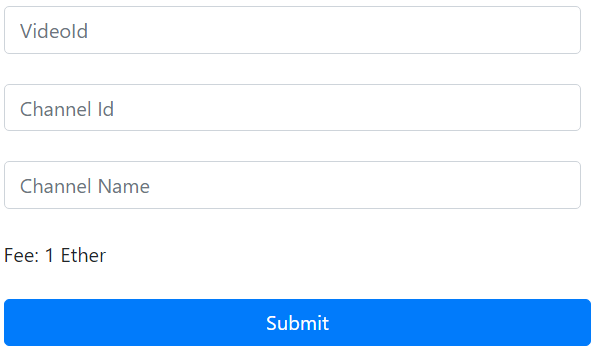 VideoId
Channel Id
Channel Name
Fee: 1 Ether
Submit